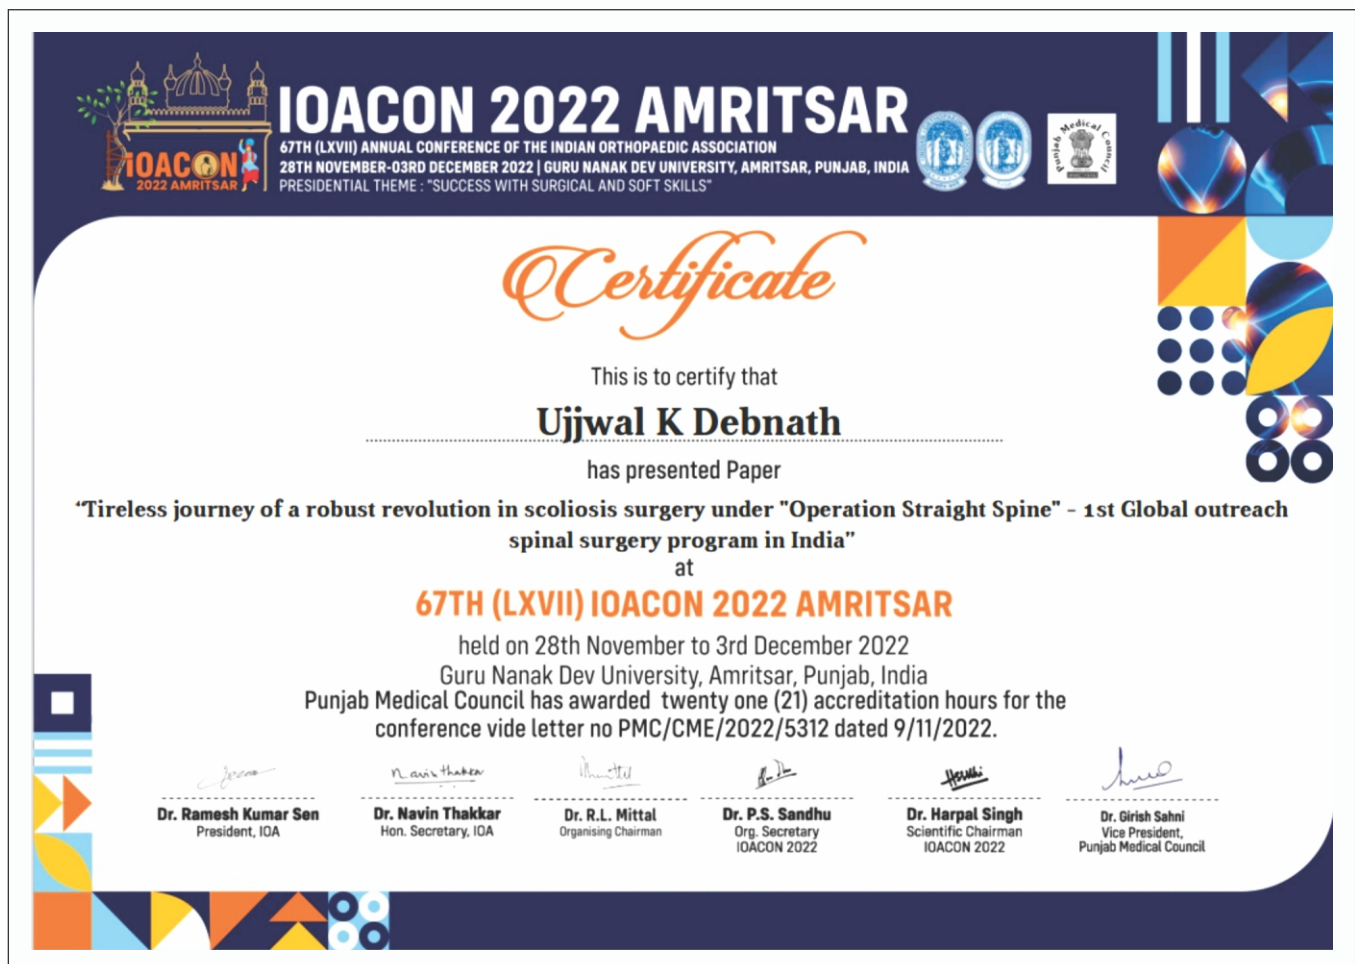 IOACON
2022 AMRITSAR
IOACON 2022 AMRITSAR
67TH (LXVII) ANNUAL CONFERENCE OF THE INDIAN ORTHOPAEDIC ASSOCIATION
28TH NOVEMBER-03RD DECEMBER 2022 | GURU NANAK DEV UNIVERSITY, AMRITSAR, PUNJAB, INDIA
PRESIDENTIAL THEME : "SUCCESS WITH SURGICAL AND SOFT SKILLS"
Punjab Medical Council
Certificate
This is to certify that
Ujjwal K Debnath
has presented Paper
“Tireless journey of a robust revolution in scoliosis surgery under "Operation Straight Spine" - 1st Global outreach
spinal surgery program in India”
at
67TH (LXVII) IOACON 2022 AMRITSAR
held on 28th November to 3rd December 2022
Guru Nanak Dev University, Amritsar, Punjab, India
Punjab Medical Council has awarded twenty one (21) accreditation hours for the
conference vide letter no PMC/CME/2022/5312 dated 9/11/2022.
Navin Thakkar
Dr. Ramesh Kumar Sen
President, IOA
Dr. Navin Thakkar
Hon. Secretary, IOA
Dr. R.L. Mittal
Organising Chairman
Dr. P.S. Sandhu
Org. Secretary
IOACON 2022
Dr. Harpal Singh
Scientific Chairman
IOACON 2022
Dr. Girish Sahni
Vice President,
Punjab Medical Council